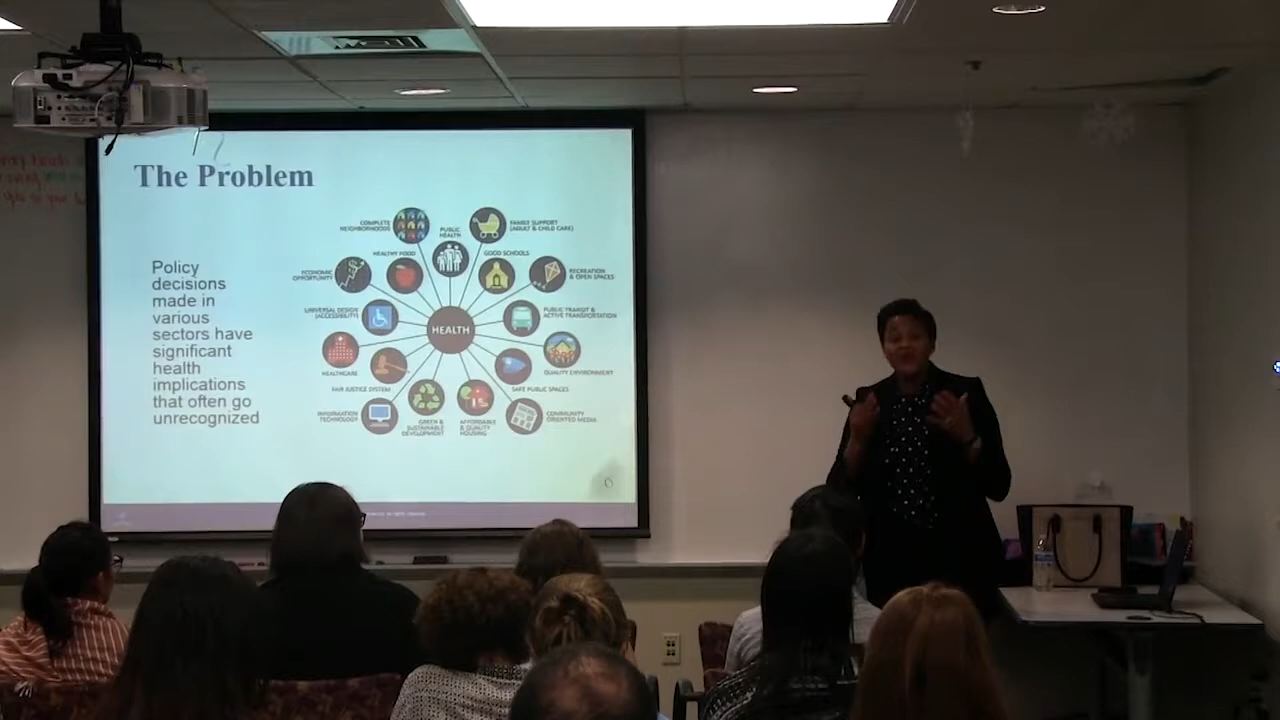 The Problem
Policy
decisions
made in
various
sectors have
significant
health
implications
that often go
unrecognized
COMPLETE
NEIGHBORHOODS
PUBLIC
HEALTH
FAMILY SUPPORT
(ADULT & CHILD CARE)
HEALTHY FOOD
GOOD SCHOOLS
ECONOMIC
OPPORTUNITY
RECREATION
& OPEN SPACES
UNIVERSAL DESIGN
(ACCESSIBILITY)
PUBLIC TRANSIT &
ACTIVE TRANSPORTATION
HEALTH
HEALTHCARE
QUALITY ENVIRONMENT
FAIR JUSTICE SYSTEM
SAFE PUBLIC SPACES
INFORMATION
TECHNOLOGY
GREEN &
SUSTAINABLE
DEVELOPMENT
AFFORDABLE
& QUALITY
HOUSING
COMMUNITY
ORIENTED MEDIA